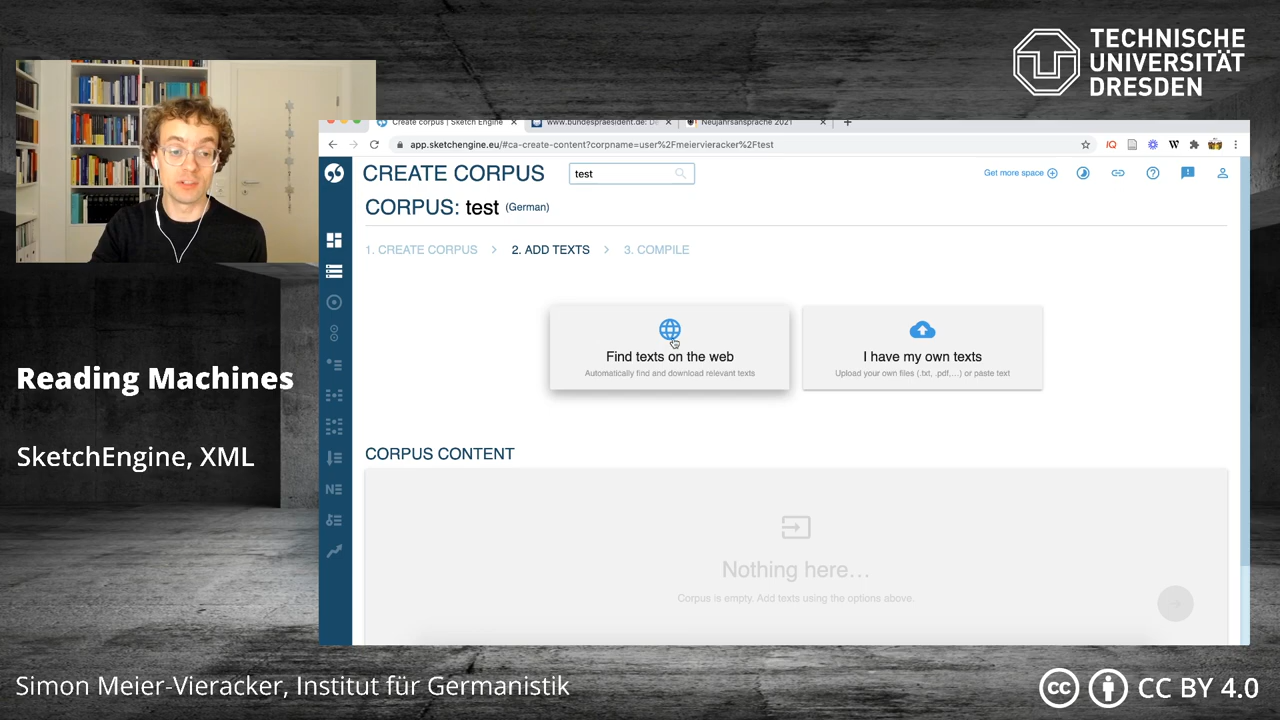 TECHNISCHE
UNIVERSITÄT
DRESDEN
Create corpus | Sketch Engine
www.bundespraesident.de: D
Neujahrsansprache 2021
app.sketchengine.eu/#ca-create-content?corpname=user%2Fmeiervieracker%2Ftest
CREATE CORPUS
test
Get more space
CORPUS: test (German)
1. CREATE CORPUS
2. ADD TEXTS
3. COMPILE
Find texts on the web
Automatically find and download relevant texts
I have my own texts
Upload your own files (.txt, .pdf,...) or paste text
Reading Machines
SketchEngine, XML
CORPUS CONTENT
Nothing here...
Corpus is empty. Add texts using the options above.
Simon Meier-Vieracker, Institut für Germanistik
cc
CC BY 4.0